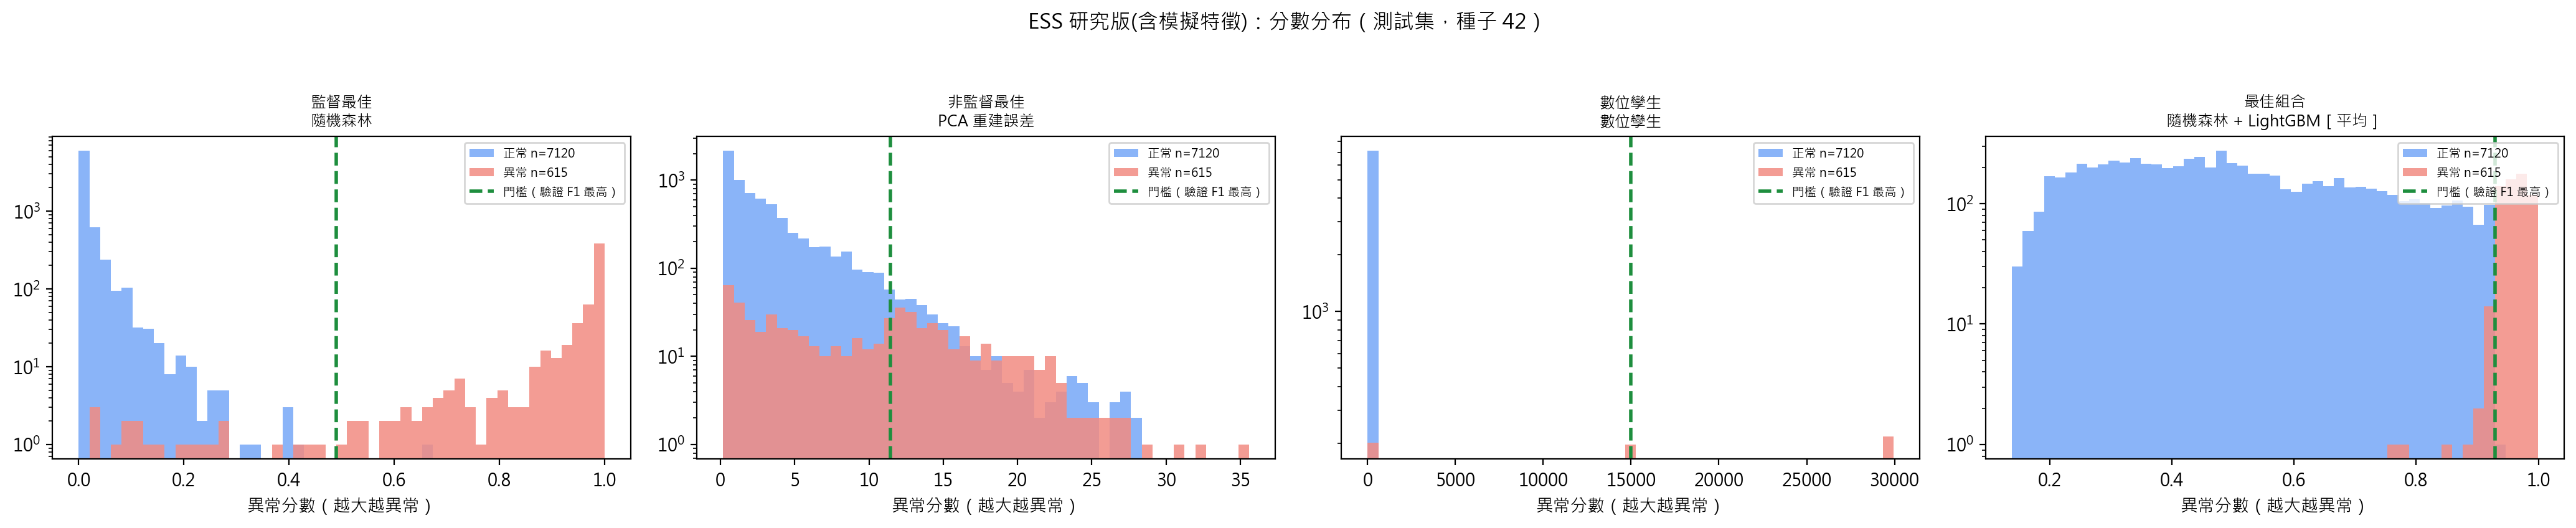 ESS 研究版(含模擬特徵)：分數分布（測試集，種子 42）
監督最佳
隨機森林
正常 n=7120
異常 n=615
門檻（驗證 F1 最高）
10³
10²
10¹
10⁰
0.0 0.2 0.4 0.6 0.8 1.0
異常分數（越大越異常）
非監督最佳
PCA 重建誤差
正常 n=7120
異常 n=615
門檻（驗證 F1 最高）
10³
10²
10¹
10⁰
0 5 10 15 20 25 30 35
異常分數（越大越異常）
數位孿生
數位孿生
正常 n=7120
異常 n=615
門檻（驗證 F1 最高）
10³
0 5000 10000 15000 20000 25000 30000
異常分數（越大越異常）
最佳組合
隨機森林 + LightGBM [ 平均 ]
正常 n=7120
異常 n=615
門檻（驗證 F1 最高）
10²
10¹
10⁰
0.2 0.4 0.6 0.8 1.0
異常分數（越大越異常）